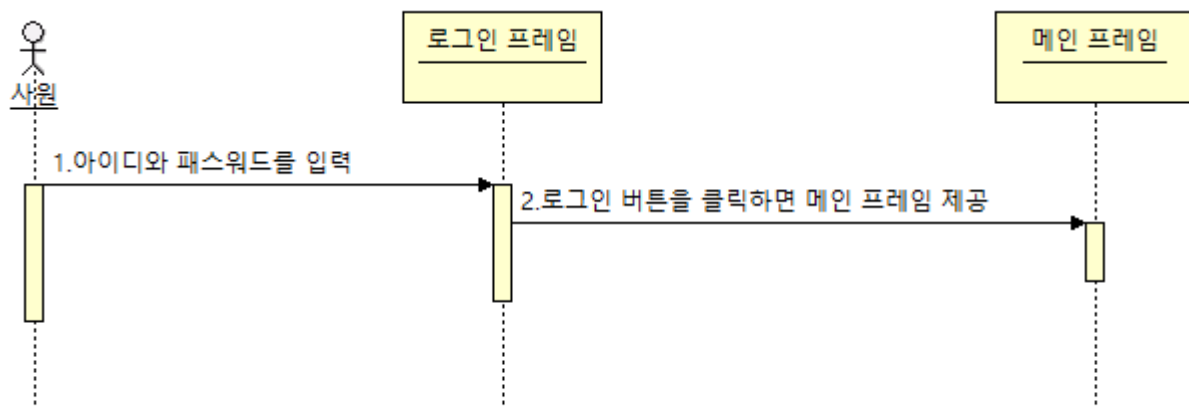 로그인 프레임
메인 프레임
사원
1.아이디와 패스워드를 입력
2.로그인 버튼을 클릭하면 메인 프레임 제공